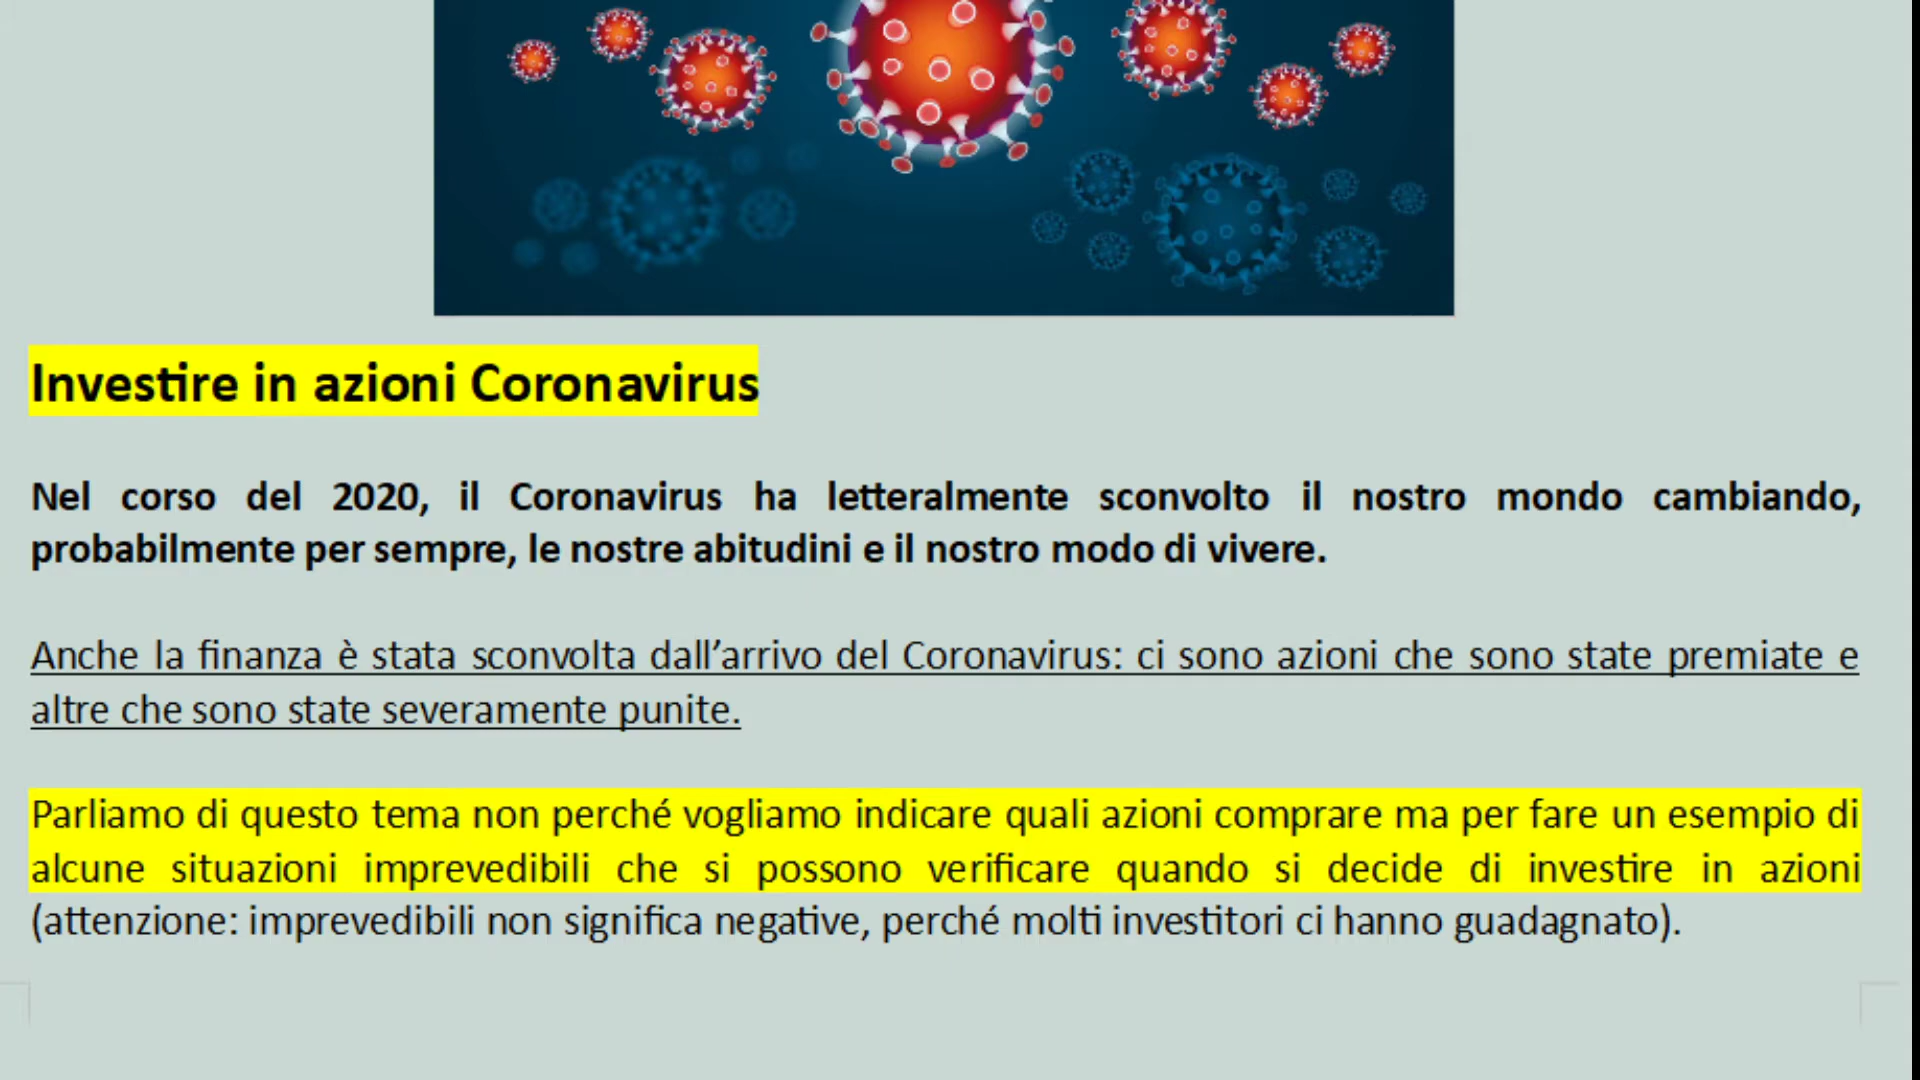 Investire in azioni Coronavirus
Nel corso del 2020, il Coronavirus ha letteralmente sconvolto il nostro mondo cambiando,
probabilmente per sempre, le nostre abitudini e il nostro modo di vivere.
Anche la finanza è stata sconvolta dall’arrivo del Coronavirus: ci sono azioni che sono state premiate e
altre che sono state severamente punite.
Parliamo di questo tema non perché vogliamo indicare quali azioni comprare ma per fare un esempio di
alcune situazioni imprevedibili che si possono verificare quando si decide di investire in azioni
(attenzione: imprevedibili non significa negative, perché molti investitori ci hanno guadagnato).